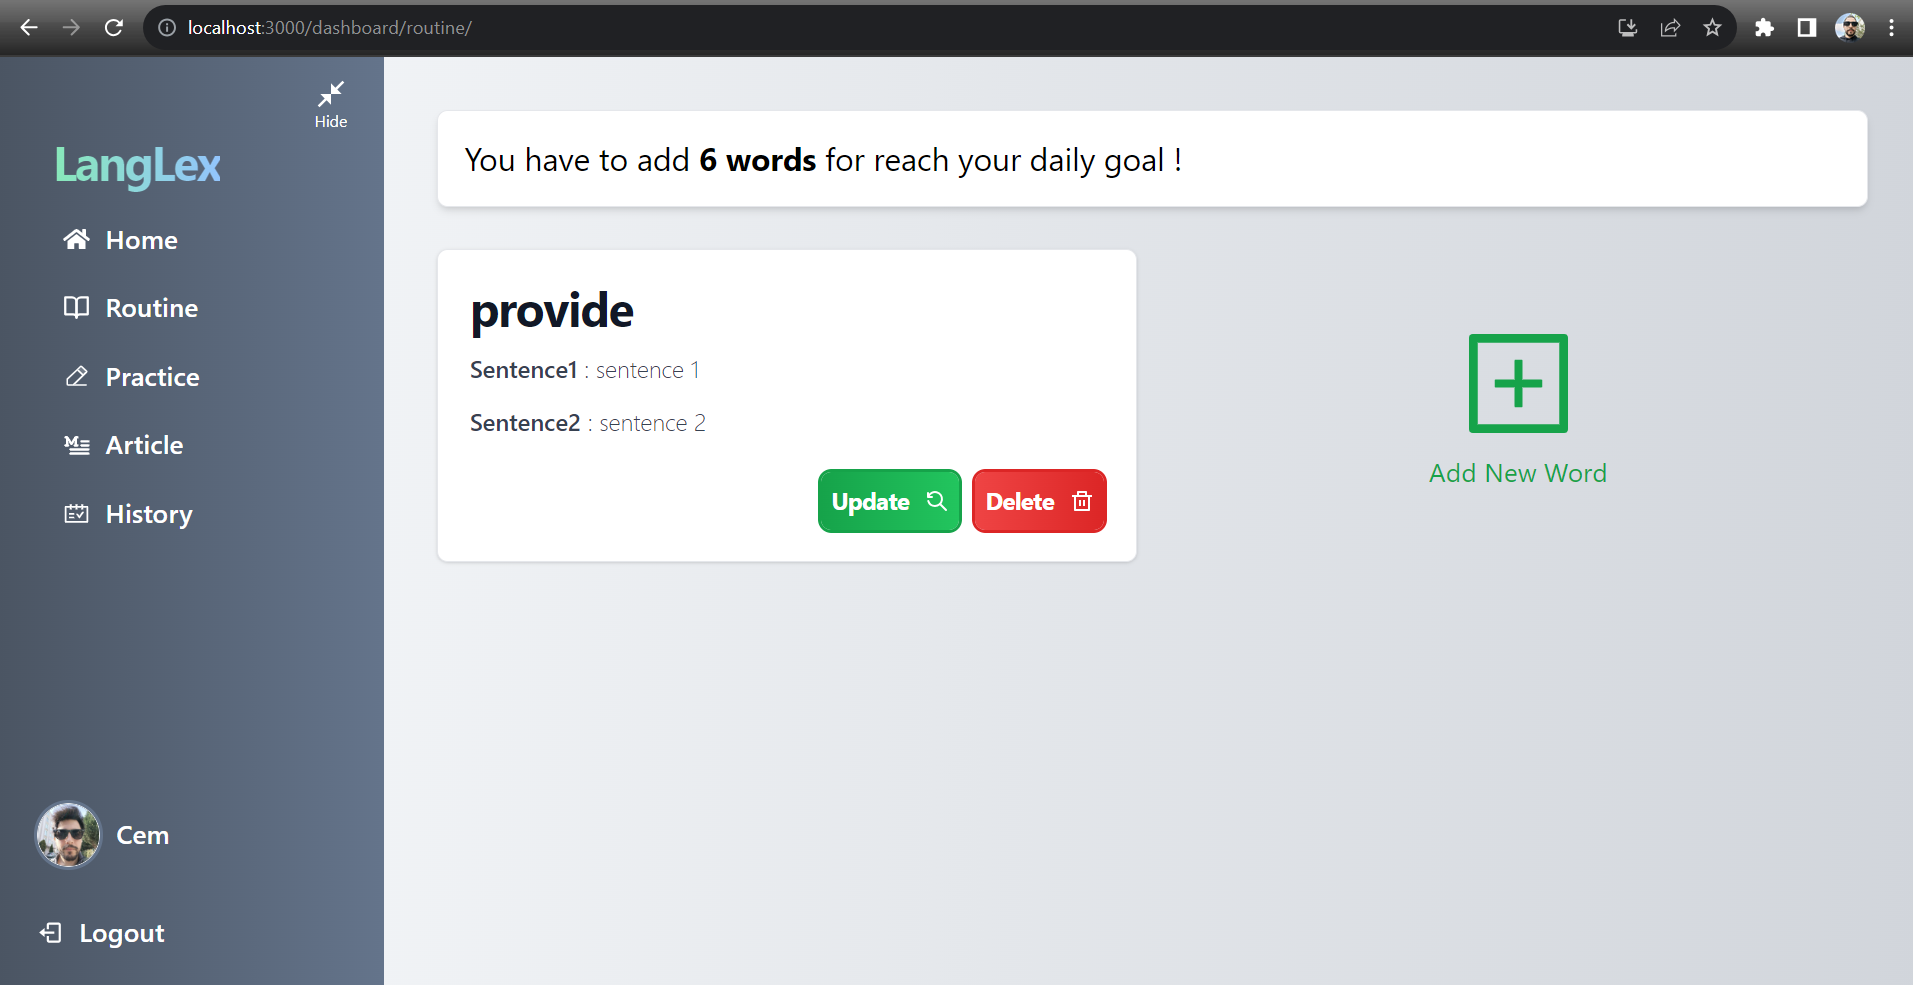 localhost:3000/dashboard/routine/
Hide
LangLex
Home
Routine
Practice
Article
History
Cem
Logout
You have to add 6 words for reach your daily goal !
provide
Sentence1 : sentence 1
Sentence2 : sentence 2
Update
Delete
Add New Word